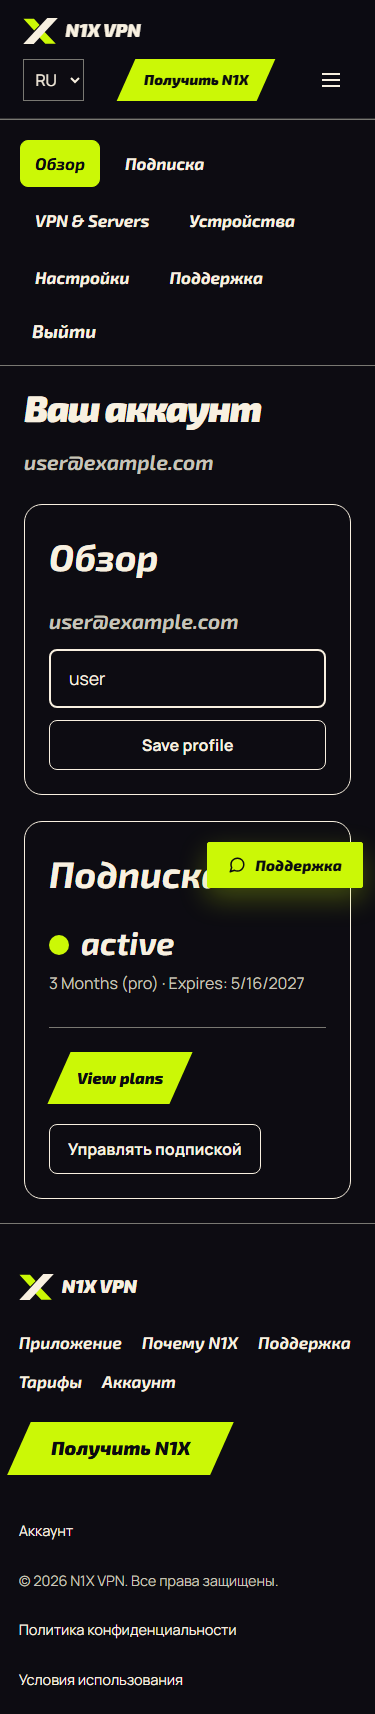 N1X VPN
RU
Получить N1X
Обзор
Подписка
VPN & Servers
Устройства
Настройки
Поддержка
Выйти
Ваш аккаунт
user@example.com
Обзор
user@example.com
user
Save profile
Поддержка
active
3 Months (pro) · Expires: 5/16/2027
View plans
Управлять подпиской
N1X VPN
Приложение
Почему N1X
Поддержка
Тарифы
Аккаунт
Получить N1X
Аккаунт
© 2026 N1X VPN. Все права защищены.
Политика конфиденциальности
Условия использования